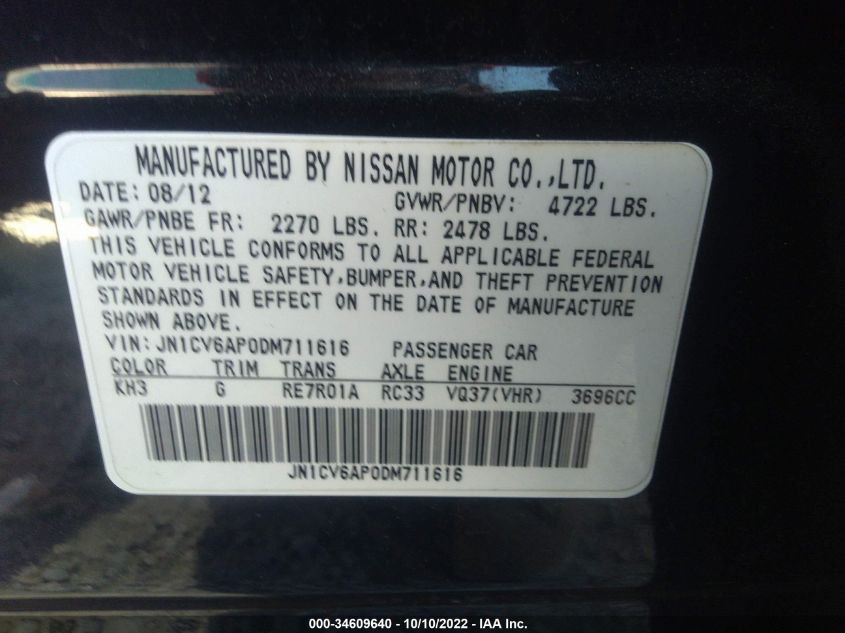 MANUFACTURED BY NISSAN MOTOR CO.,LTD.
DATE: 08/12 GVWR/PNBV: 4722 LBS.
GAWR/PNBE FR: 2270 LBS. RR: 2478 LBS.
THIS VEHICLE CONFORMS TO ALL APPLICABLE FEDERAL
MOTOR VEHICLE SAFETY,BUMPER,AND THEFT PREVENTION
STANDARDS IN EFFECT ON THE DATE OF MANUFACTURE
SHOWN ABOVE.
VIN: JN1CV6AP0DM711616 PASSENGER CAR
COLOR TRIM TRANS AXLE ENGINE
KH3 G RE7R01A RC33 VQ37(VHR) 3696CC
JN1CV6AP0DM711616
000-34609640 - 10/10/2022 - IAA Inc.